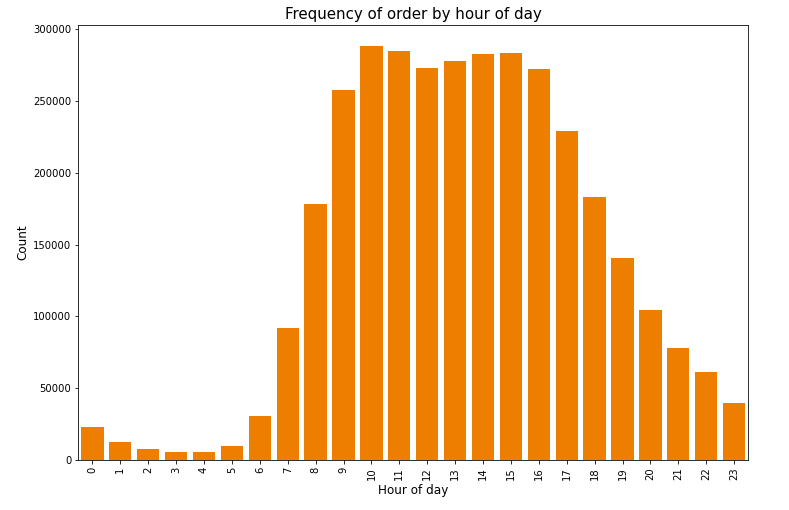 Frequency of order by hour of day
300000
250000
200000
150000
100000
50000
0
Count
0 1 2 3 4 5 6 7 8 9 10 11 12 13 14 15 16 17 18 19 20 21 22 23
Hour of day